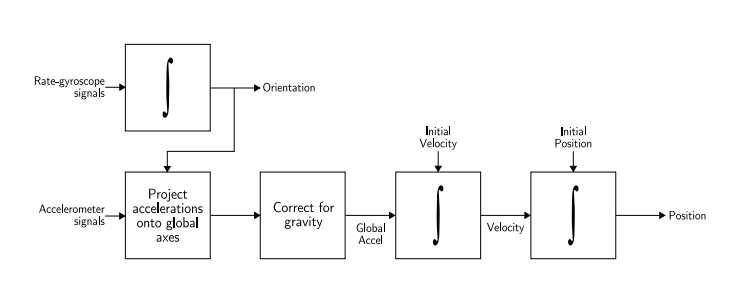 Rate-gyroscope
signals
∫
Orientation
Initial
Velocity
Initial
Position
Accelerometer
signals
Project
accelerations
onto global
axes
Correct for
gravity
Global
Accel
∫
Velocity
∫
Position